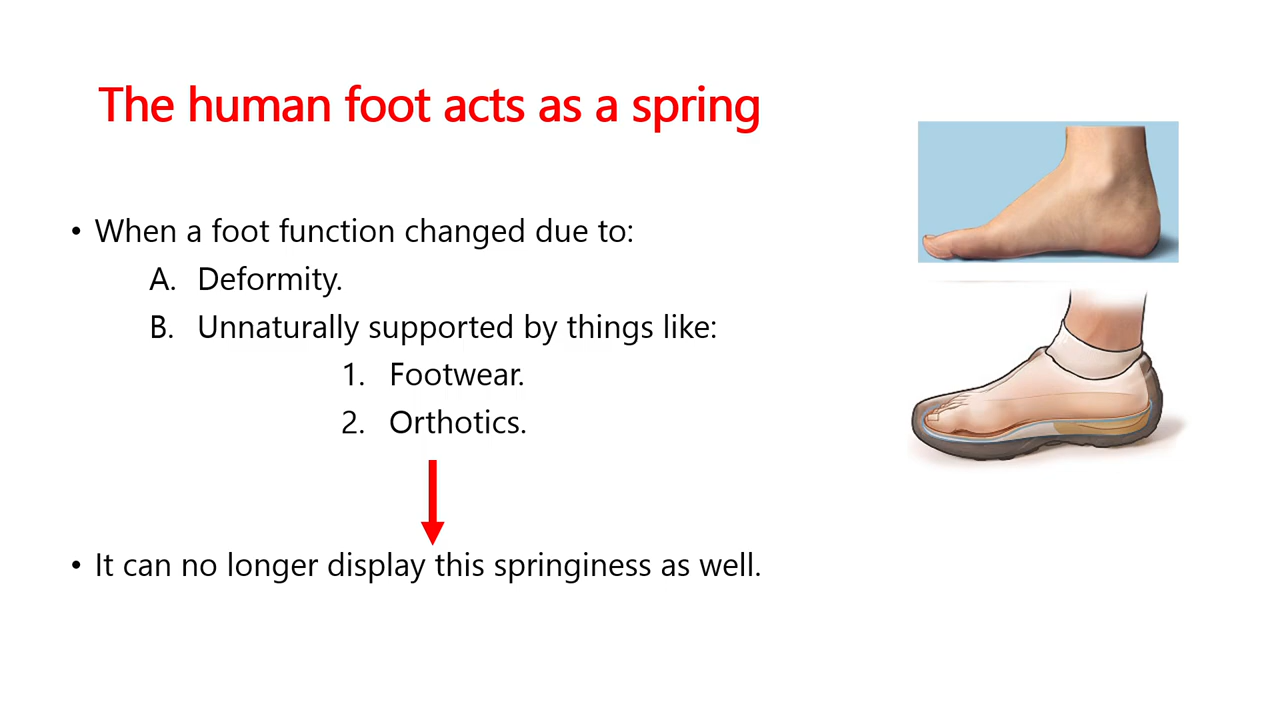 The human foot acts as a spring
• When a foot function changed due to:
A. Deformity.
B. Unnaturally supported by things like:
1. Footwear.
2. Orthotics.
• It can no longer display this springiness as well.